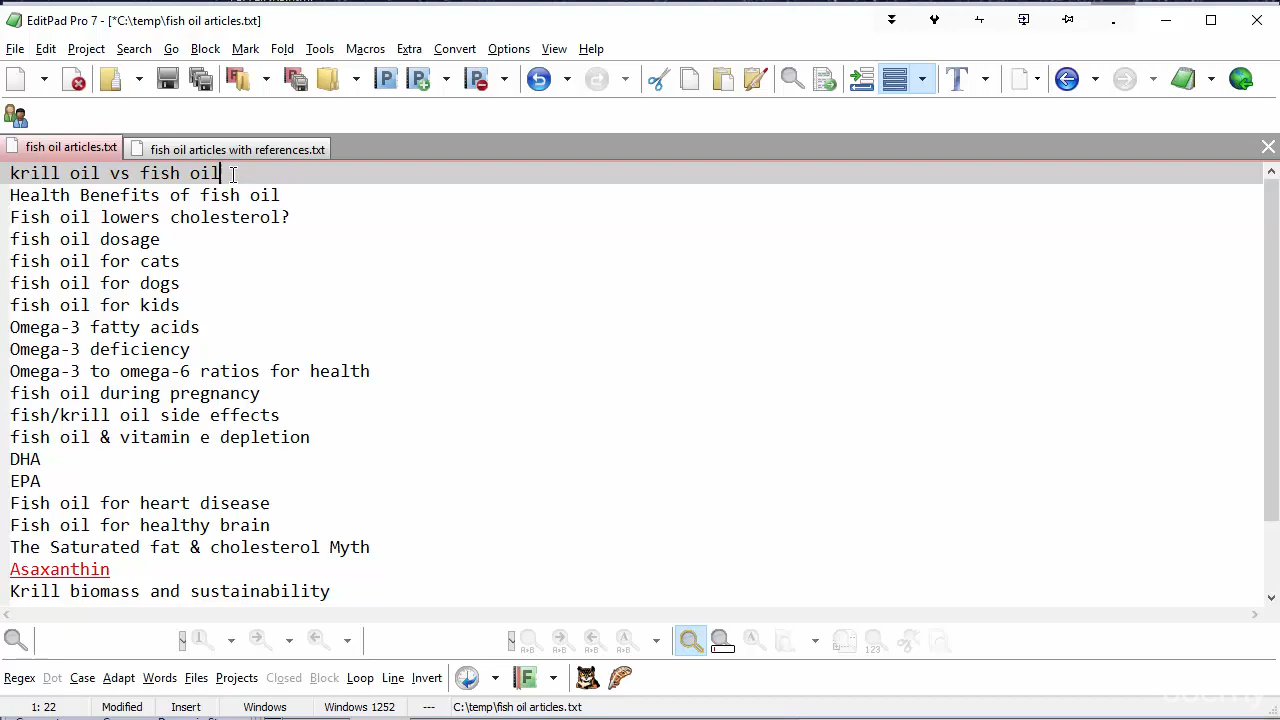 EditPad Pro 7 - [*C:\temp\fish oil articles.txt]
File Edit Project Search Go Block Mark Fold Tools Macros Extra Convert Options View Help
fish oil articles.txt fish oil articles with references.txt
krill oil vs fish oil
Health Benefits of fish oil
Fish oil lowers cholesterol?
fish oil dosage
fish oil for cats
fish oil for dogs
fish oil for kids
Omega-3 fatty acids
Omega-3 deficiency
Omega-3 to omega-6 ratios for health
fish oil during pregnancy
fish/krill oil side effects
fish oil & vitamin e depletion
DHA
EPA
Fish oil for heart disease
Fish oil for healthy brain
The Saturated fat & cholesterol Myth
Asaxanthin
Krill biomass and sustainability
Regex Dot Case Adapt Words Files Projects Closed Block Loop Line Invert
1: 22 Modified Insert Windows Windows 1252 --- C:\temp\fish oil articles.txt